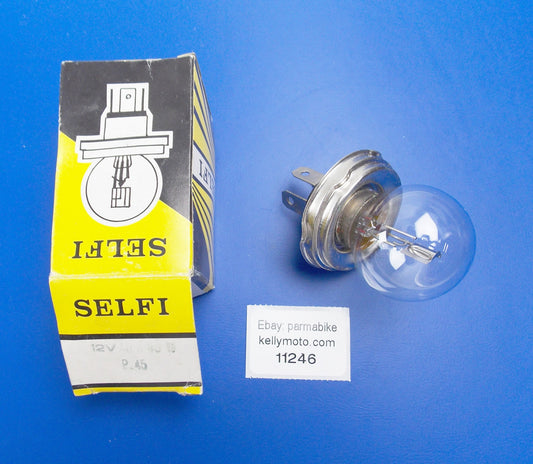 SELFI
SELFI
12V
P.45
Ebay: parmabike
kellymoto.com
11246